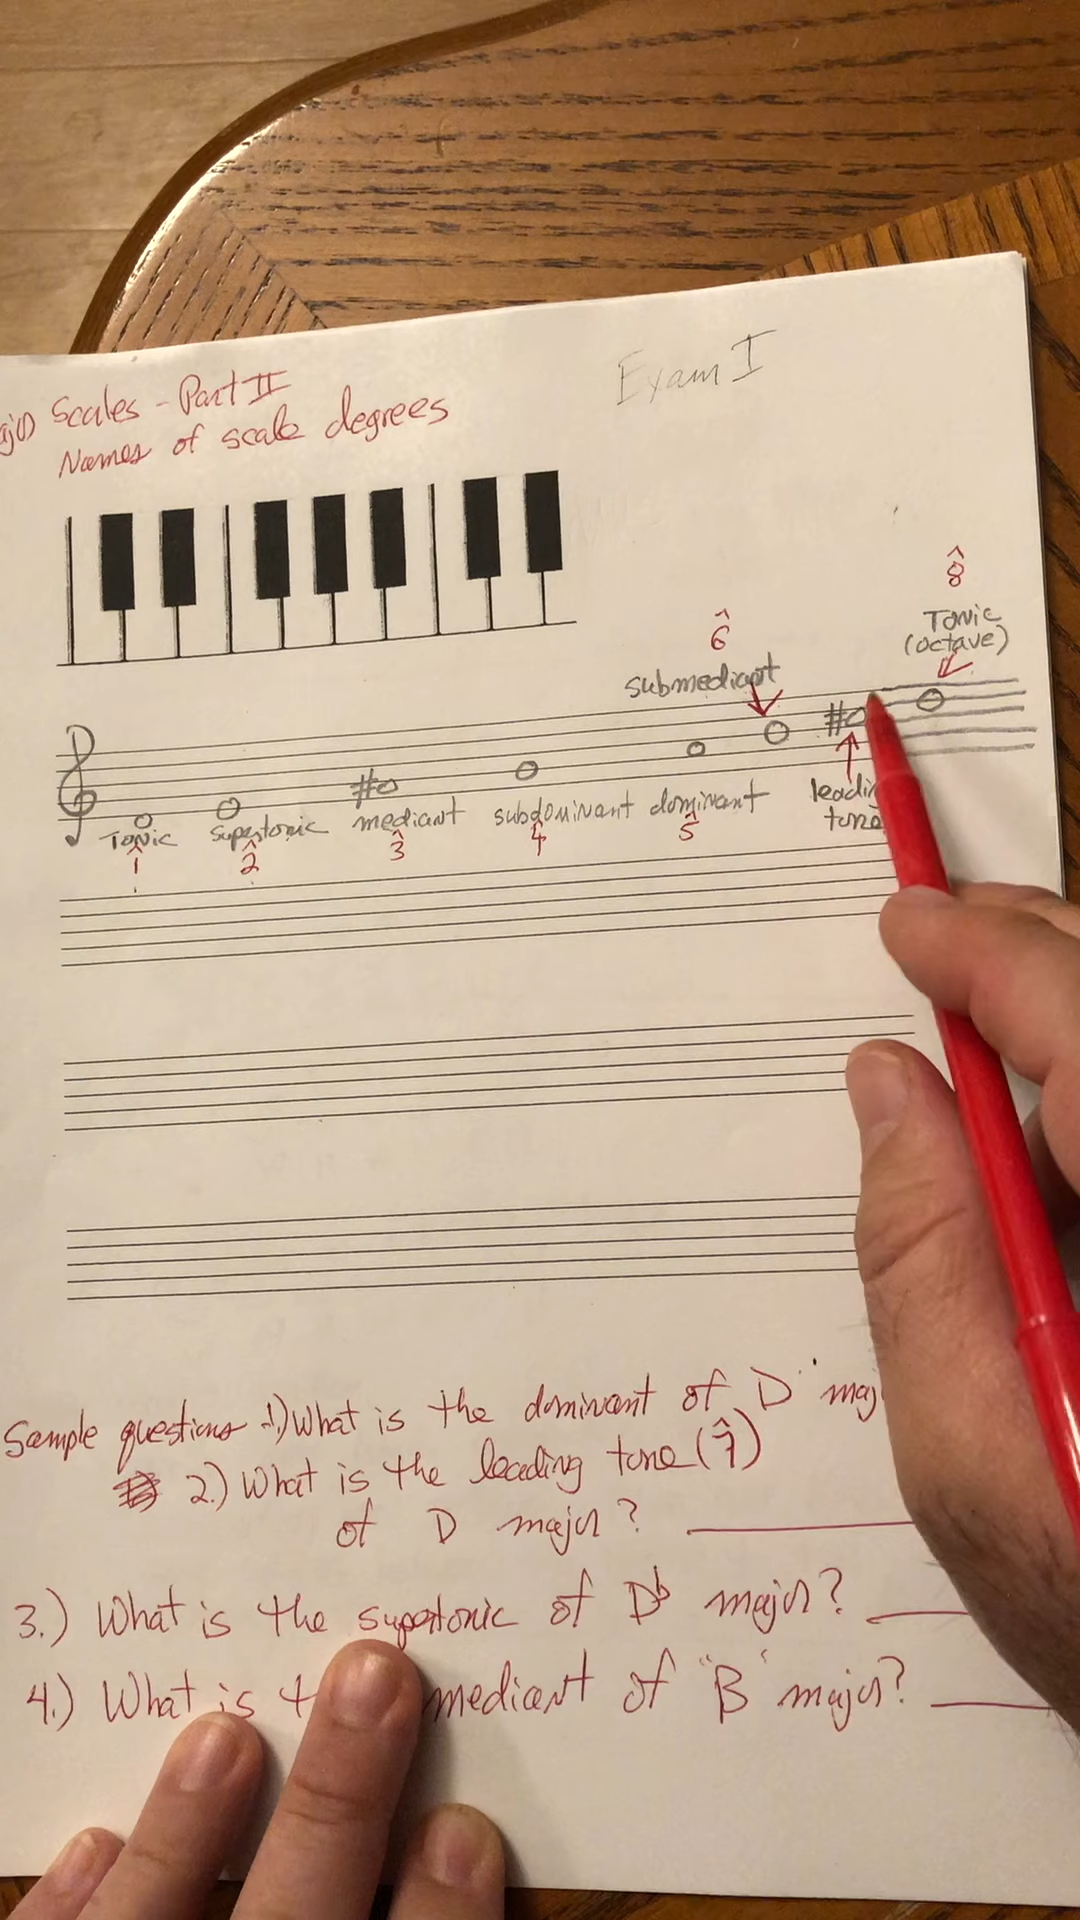 Exam I
Scales - Part II
Names of scale degrees
8
Tonic
(octave)
6
submediant
Tonic supertonic mediant subdominant dominant
tone
1 2 3 4 5
Sample questions - 1.) What is the dominant of D
2.) What is the leading tone (7)
of D major?
3.) What is the supertonic of Db major?
4.) What is mediant of "B" major?